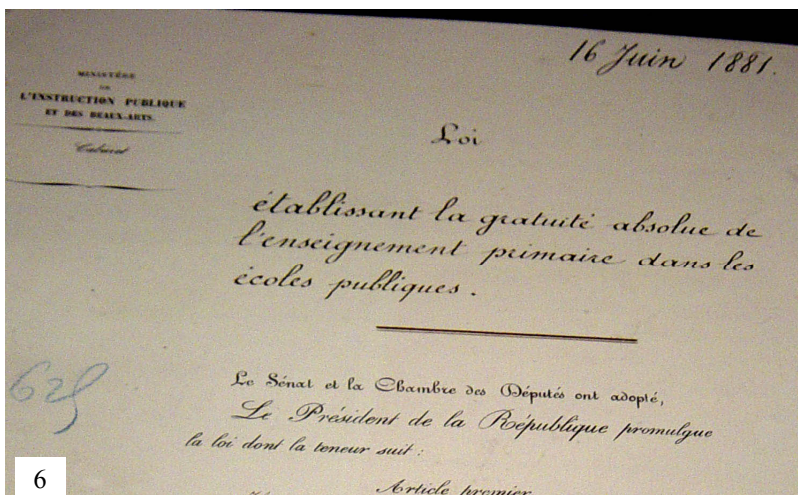 16 Juin 1881.
MINISTÈRE
DE
L'INSTRUCTION PUBLIQUE
ET DES BEAUX-ARTS.
Cabinet
Loi
établissant la gratuité absolue de
l'enseignement primaire dans les
écoles publiques.
Le Sénat et la Chambre des Députés ont adopté,
Le Président de la République promulgue
la loi dont la teneur suit :
Article premier
6